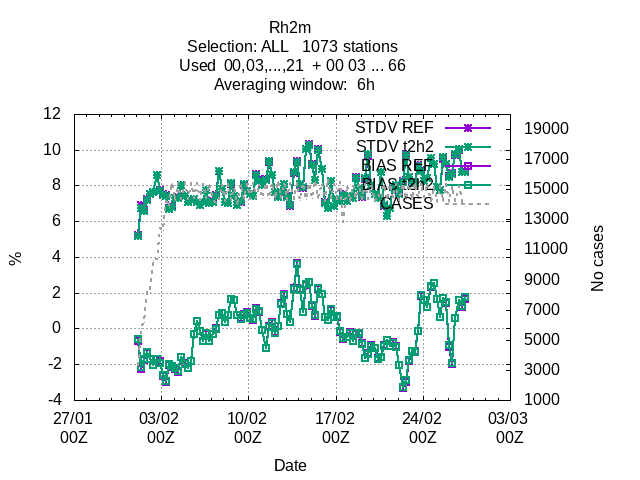 Rh2m
Selection: ALL 1073 stations
Used 00,03,...,21 + 00 03 ... 66
Averaging window: 6h
12
10
8
6
4
2
0
-2
-4
%
19000
17000
15000
13000
11000
9000
7000
5000
3000
1000
No cases
STDV REF
STDV t2h2
BIAS REF
BIAS t2h2
CASES
27/01 03/02 10/02 17/02 24/02 03/03
00Z 00Z 00Z 00Z 00Z 00Z
Date